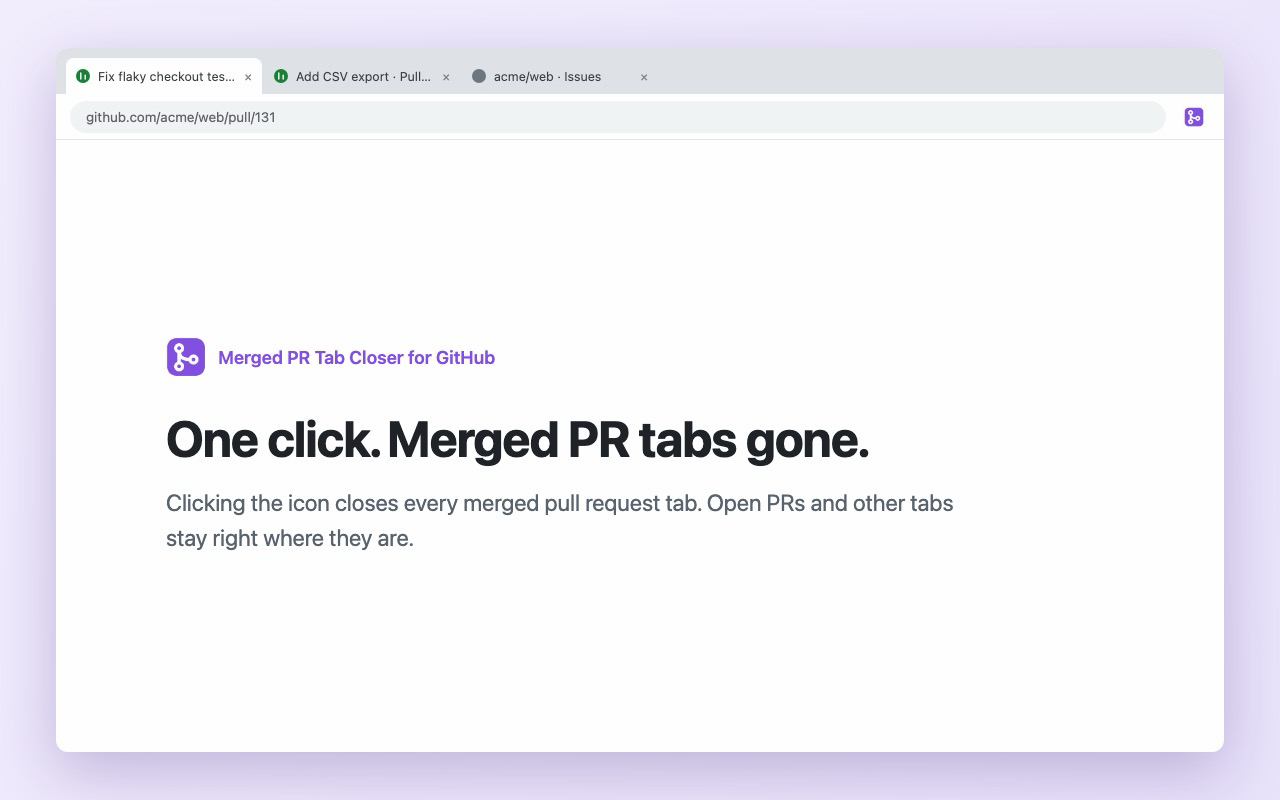 Fix flaky checkout tes... ×
Add CSV export · Pull... ×
acme/web · Issues ×
github.com/acme/web/pull/131
Merged PR Tab Closer for GitHub
One click. Merged PR tabs gone.
Clicking the icon closes every merged pull request tab. Open PRs and other tabs
stay right where they are.